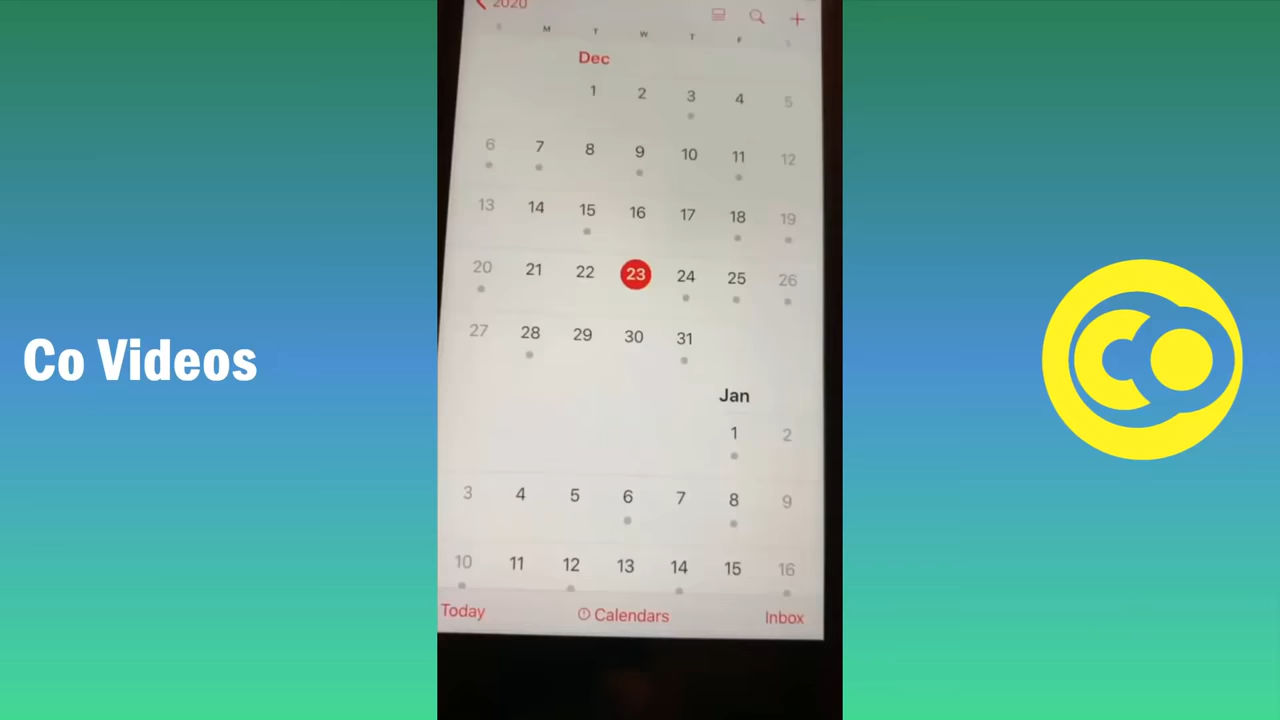 2020
S M T W T F S
Dec
1 2 3 4 5
6 7 8 9 10 11 12
13 14 15 16 17 18 19
20 21 22 23 24 25 26
27 28 29 30 31
Jan
1 2
3 4 5 6 7 8 9
10 11 12 13 14 15 16
Today Calendars Inbox
Co Videos
CO